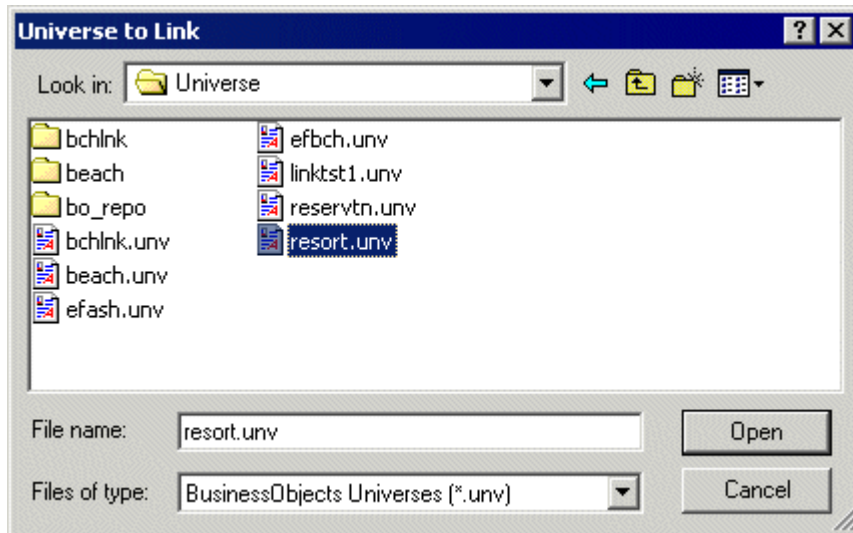 Universe to Link
Look in: Universe
bchlnk
beach
bo_repo
bchlnk.unv
beach.unv
efash.unv
efbch.unv
linktst1.unv
reservtn.unv
resort.unv
File name: resort.unv Open
Files of type: BusinessObjects Universes (*.unv) Cancel